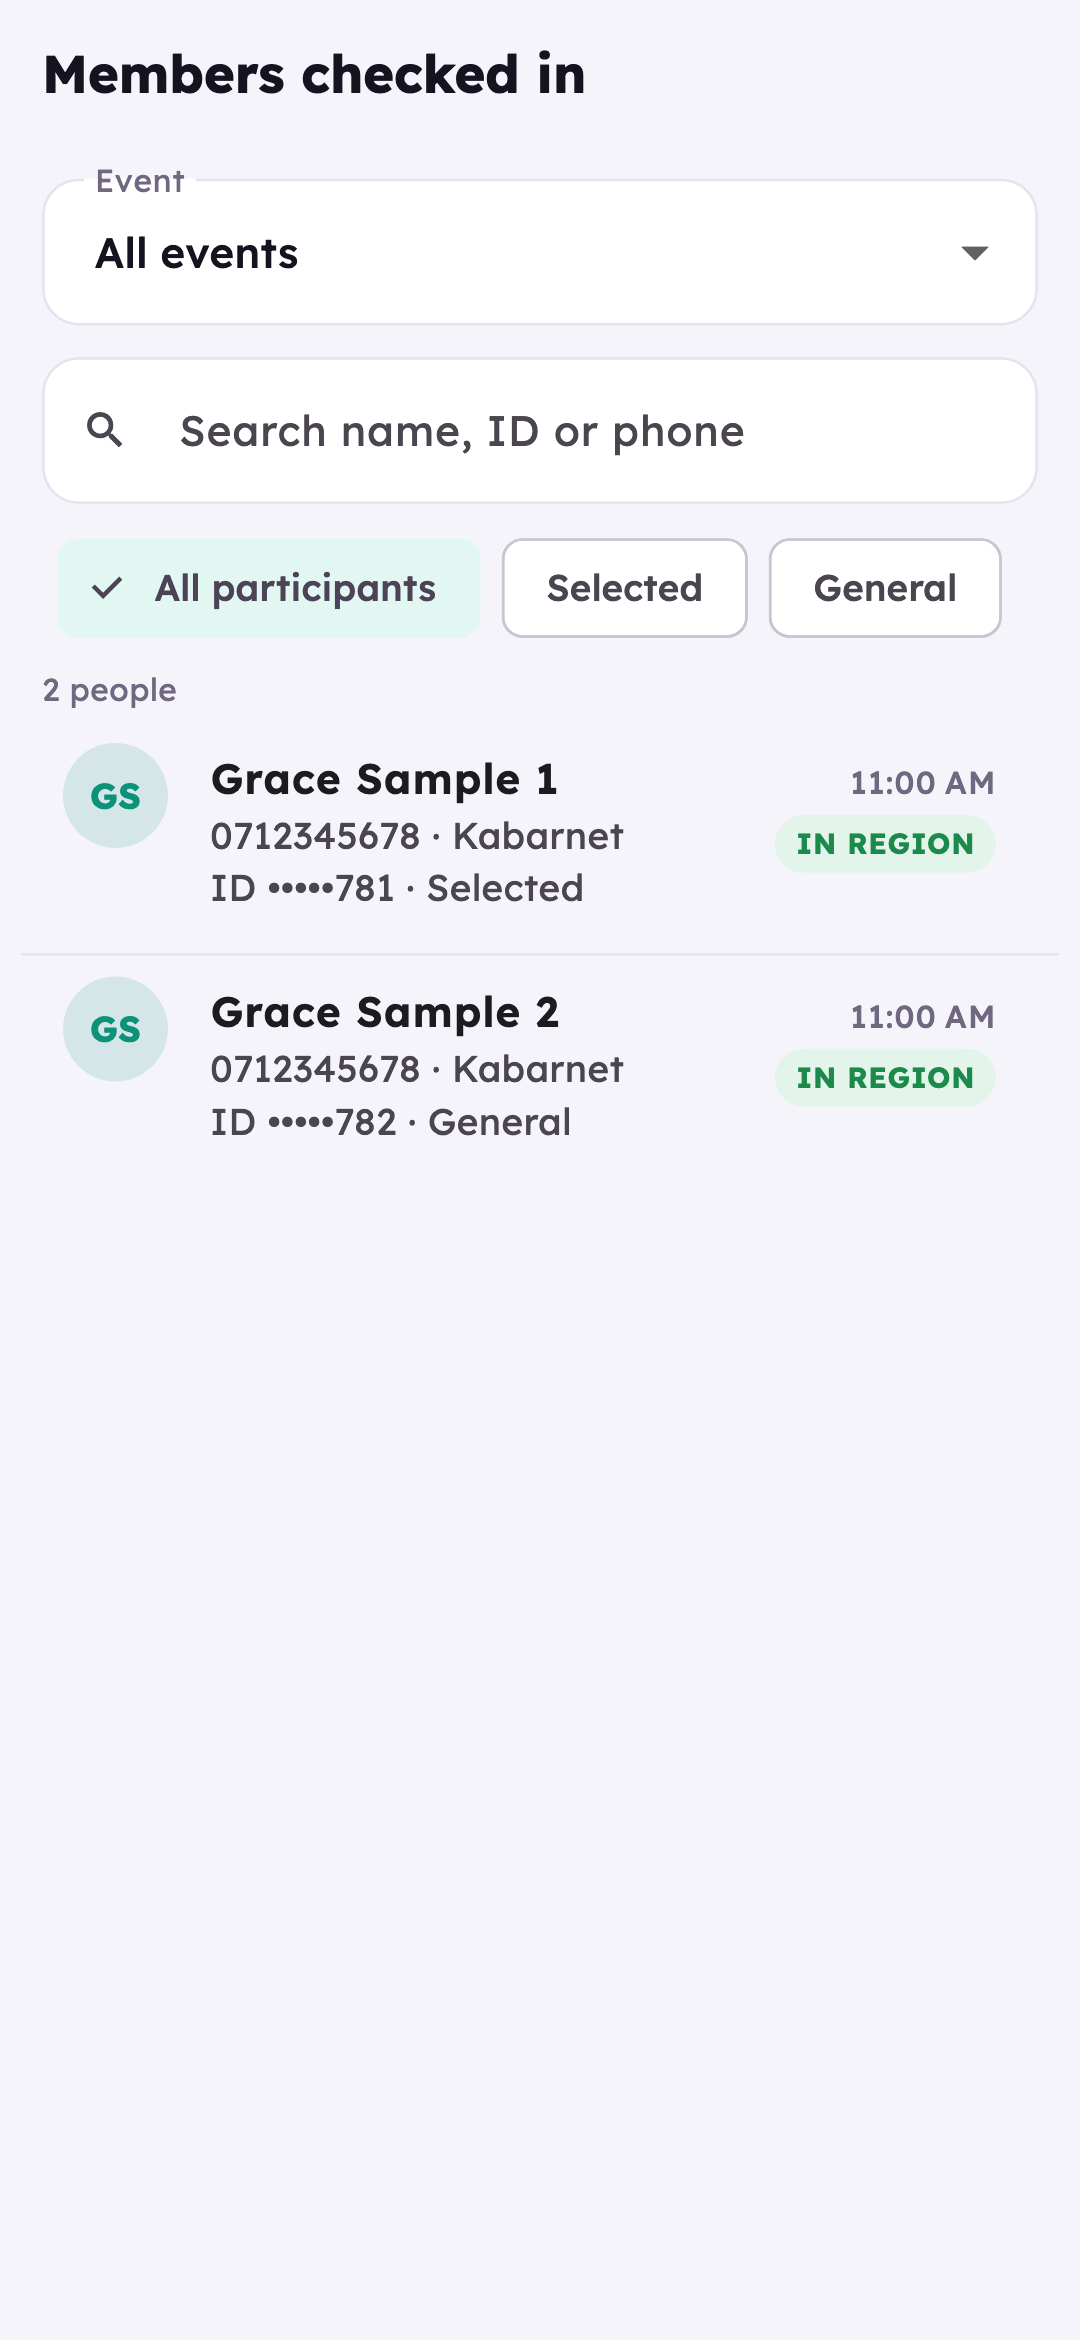 Members checked in
Event
All events
Search name, ID or phone
All participants
Selected
General
2 people
GS
Grace Sample 1
11:00 AM
0712345678 · Kabarnet
IN REGION
ID •••••781 · Selected
GS
Grace Sample 2
11:00 AM
0712345678 · Kabarnet
IN REGION
ID •••••782 · General